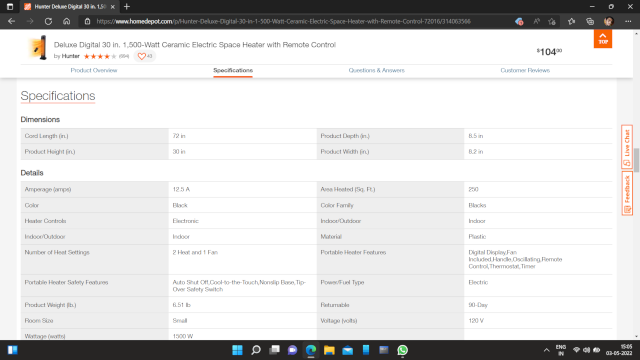 Hunter Deluxe Digital 30 in. 1,50
https://www.homedepot.com/p/Hunter-Deluxe-Digital-30-in-1-500-Watt-Ceramic-Electric-Space-Heater-with-Remote-Control-72016/314063566
Deluxe Digital 30 in. 1,500-Watt Ceramic Electric Space Heater with Remote Control
by Hunter
43
$104.00
TOP
Product Overview
Specifications
Questions & Answers
Customer Reviews
Specifications
Dimensions
Cord Length (in.) 72 in Product Depth (in.) 8.5 in
Product Height (in.) 30 in Product Width (in.) 8.2 in
Details
Amperage (amps) 12.5 A Area Heated (Sq. Ft.) 250
Color Black Color Family Blacks
Heater Controls Electronic Indoor/Outdoor Indoor
Indoor/Outdoor Indoor Material Plastic
Number of Heat Settings 2 Heat and 1 Fan Portable Heater Features Digital Display,Fan
Included,Handle,Oscillating,Remote
Control,Thermostat,Timer
Portable Heater Safety Features Auto Shut Off,Cool-to-the-Touch,Nonslip Base,Tip-
Over Safety Switch
Power/Fuel Type Electric
Product Weight (lb.) 6.51 lb Returnable 90-Day
Room Size Small Voltage (volts) 120 V
Wattage (watts) 1500 W
Live Chat
Feedback
ENG
IN
15:05
03-05-2022